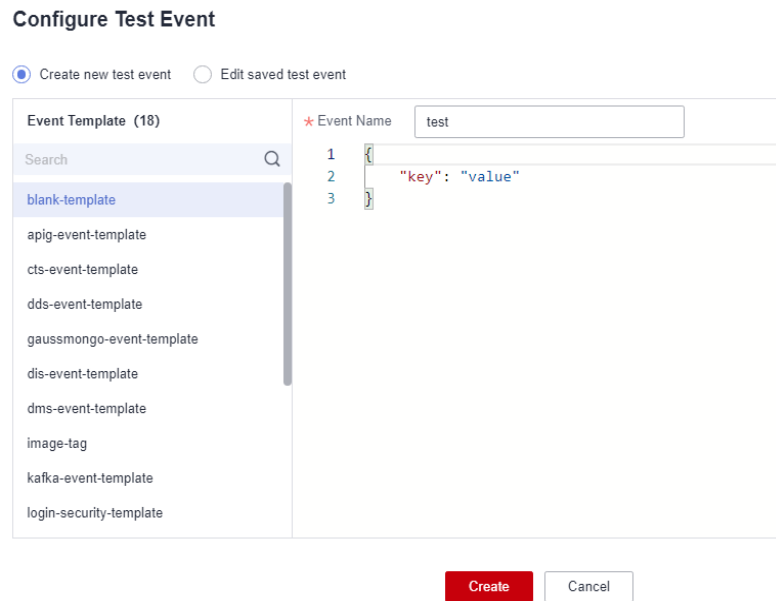 Configure Test Event
Create new test event Edit saved test event
Event Template (18)
Search
blank-template
apig-event-template
cts-event-template
dds-event-template
gaussmongo-event-template
dis-event-template
dms-event-template
image-tag
kafka-event-template
login-security-template
* Event Name test
1 {
2 "key": "value"
3 }
Create Cancel